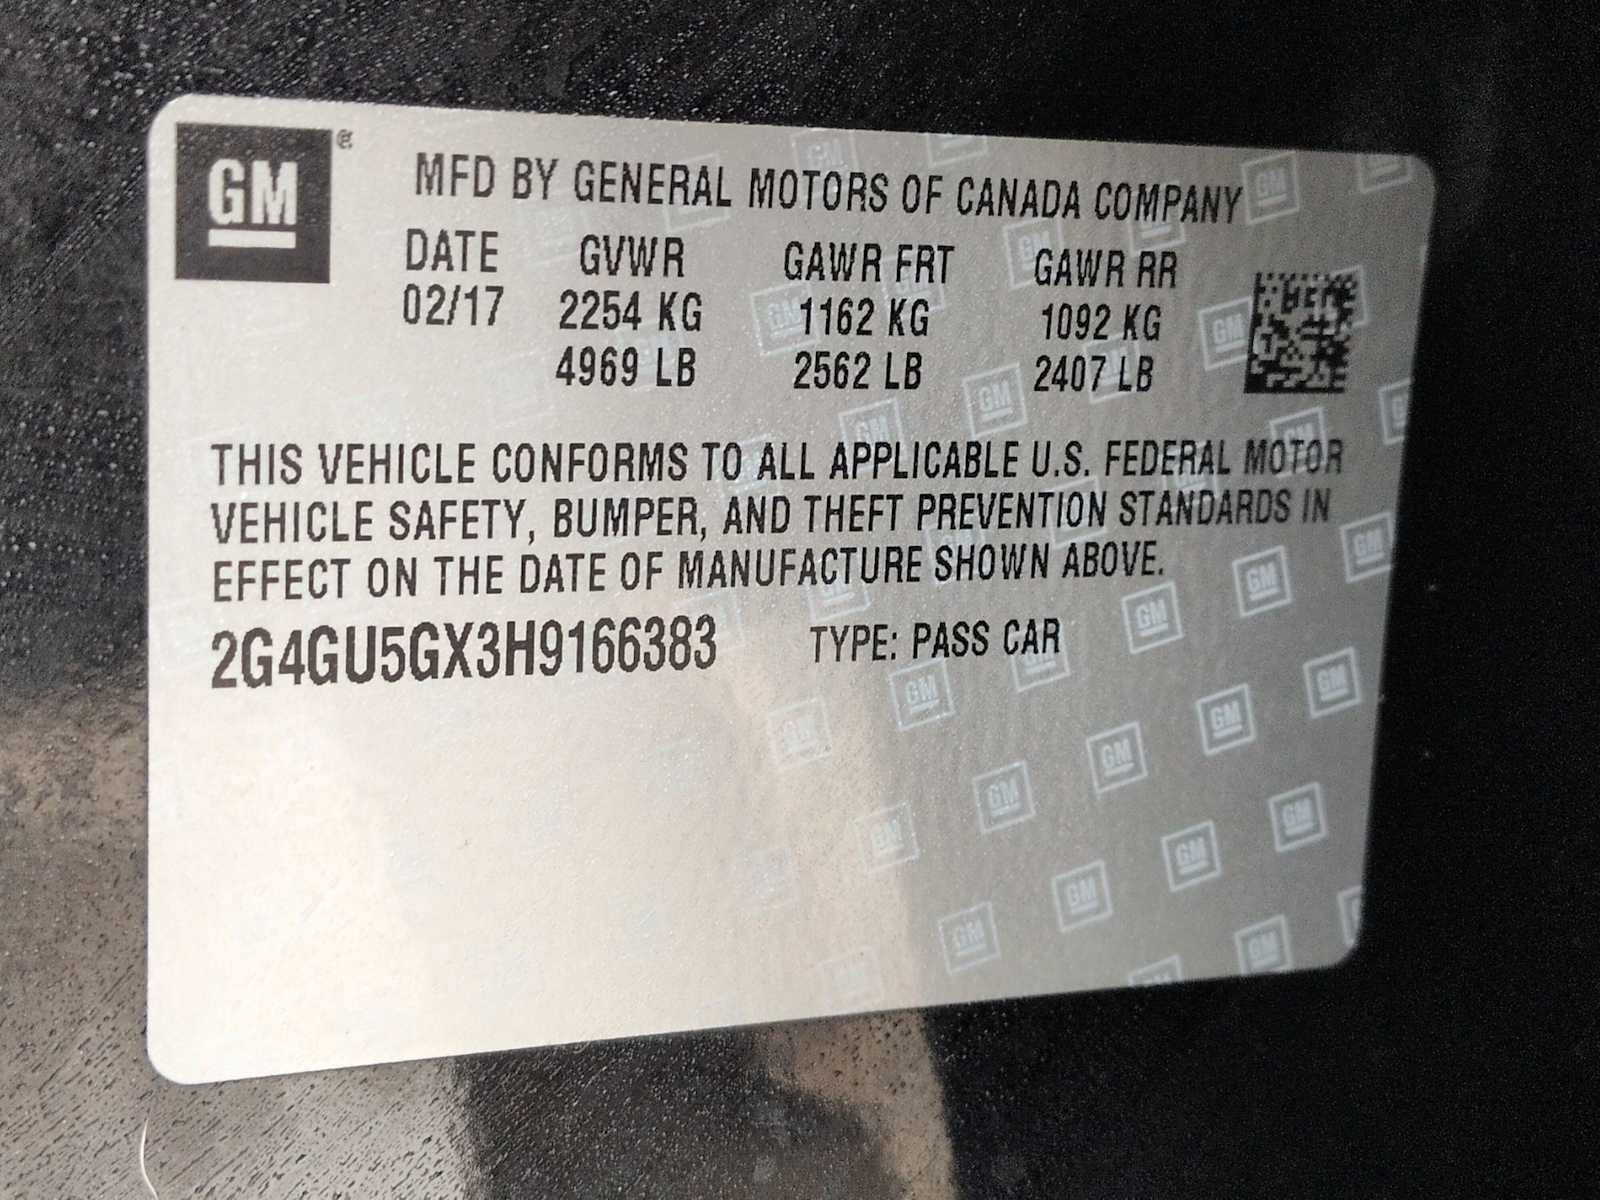 GM ®
MFD BY GENERAL MOTORS OF CANADA COMPANY
DATE GVWR GAWR FRT GAWR RR
02/17 2254 KG 1162 KG 1092 KG
4969 LB 2562 LB 2407 LB
THIS VEHICLE CONFORMS TO ALL APPLICABLE U.S. FEDERAL MOTOR
VEHICLE SAFETY, BUMPER, AND THEFT PREVENTION STANDARDS IN
EFFECT ON THE DATE OF MANUFACTURE SHOWN ABOVE.
2G4GU5GX3H9166383 TYPE: PASS CAR